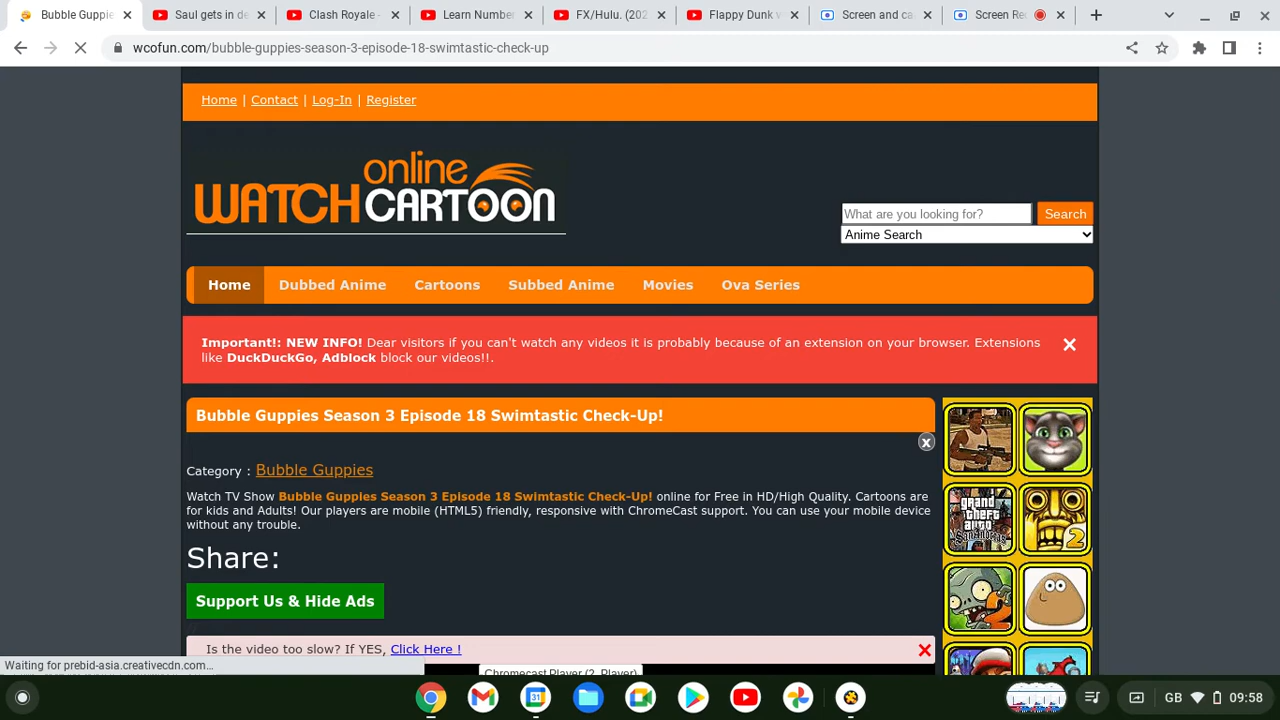 Bubble Guppie
Saul gets in de
Clash Royale -
Learn Number
FX/Hulu. (202
Flappy Dunk v
Screen and ca
Screen Re
wcofun.com/bubble-guppies-season-3-episode-18-swimtastic-check-up
Home | Contact | Log-In | Register
online
WATCH CARTOON
What are you looking for? Search
Anime Search
Home Dubbed Anime Cartoons Subbed Anime Movies Ova Series
Important!: NEW INFO! Dear visitors if you can't watch any videos it is probably because of an extension on your browser. Extensions
like DuckDuckGo, Adblock block our videos!!.
Bubble Guppies Season 3 Episode 18 Swimtastic Check-Up!
x
Category : Bubble Guppies
Watch TV Show Bubble Guppies Season 3 Episode 18 Swimtastic Check-Up! online for Free in HD/High Quality. Cartoons are
for kids and Adults! Our players are mobile (HTML5) friendly, responsive with ChromeCast support. You can use your mobile device
without any trouble.
Share:
Support Us & Hide Ads
grand
theft
auto
2
2
Is the video too slow? If YES, Click Here !
Waiting for prebid-asia.creativecdn.com...
Chromecast Player (2. Player)
31
GB 09:58